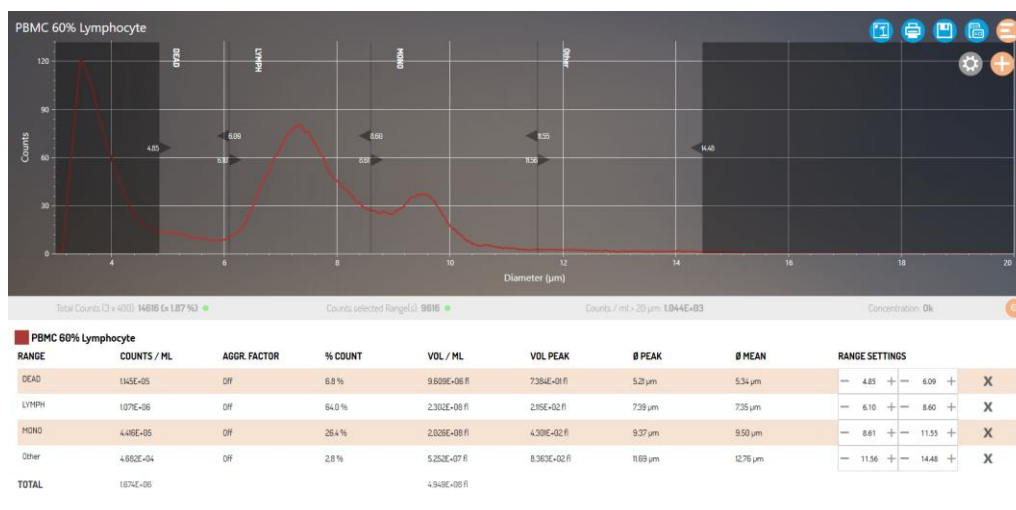 PBMC 60% Lymphocyte
DEAD
LYMPH
MONO
Other
120
90
60
30
0
Counts
4.85
6.09
6.10
8.60
8.61
11.55
11.56
14.48
4 6 8 10 12 14 16 18 20
Diameter (µm)
Total Counts (3 x 400): 14616 (± 1.87 %)
Counts selected Range(s): 9616
Counts / ml > 20 µm: 1.044E+03
Concentration: Ok
PBMC 60% Lymphocyte
RANGE COUNTS / ML AGGR. FACTOR % COUNT VOL / ML VOL PEAK Ø PEAK Ø MEAN RANGE SETTINGS
DEAD 1.145E+05 Off 6.8 % 9.609E+06 fl 7.384E+01 fl 5.21 µm 5.34 µm − 4.85 + − 6.09 + X
LYMPH 1.071E+06 Off 64.0 % 2.302E+08 fl 2.115E+02 fl 7.39 µm 7.35 µm − 6.10 + − 8.60 + X
MONO 4.416E+05 Off 26.4 % 2.026E+08 fl 4.301E+02 fl 9.37 µm 9.50 µm − 8.61 + − 11.55 + X
Other 4.682E+04 Off 2.8 % 5.252E+07 fl 8.363E+02 fl 11.69 µm 12.76 µm − 11.56 + − 14.48 + X
TOTAL 1.674E+06 4.949E+08 fl